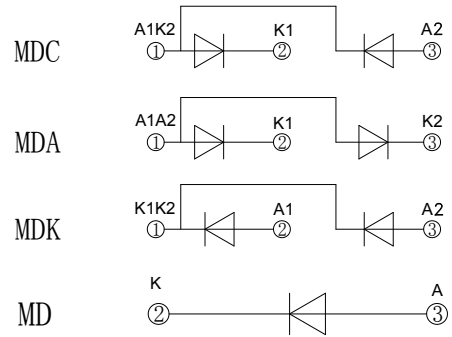 A1K2 K1 A2
MDC ① ② ③
A1A2 K1 K2
MDA ① ② ③
K1K2 A1 A2
MDK ① ② ③
K A
MD ② ③